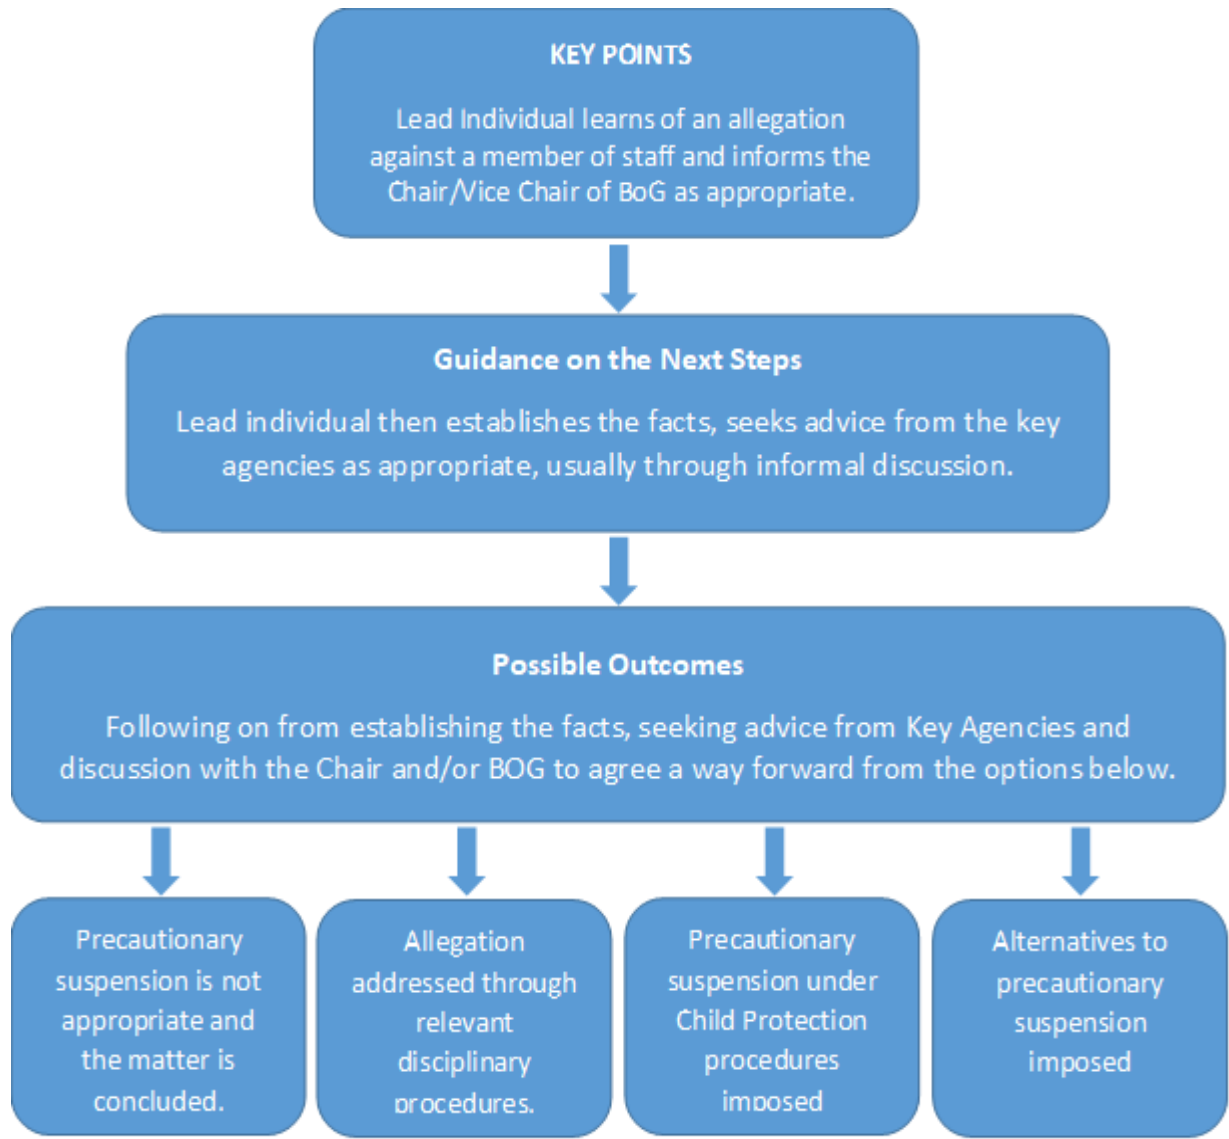 KEY POINTS
Lead Individual learns of an allegation
against a member of staff and informs the
Chair/Vice Chair of BoG as appropriate.
Guidance on the Next Steps
Lead individual then establishes the facts, seeks advice from the key
agencies as appropriate, usually through informal discussion.
Possible Outcomes
Following on from establishing the facts, seeking advice from Key Agencies and
discussion with the Chair and/or BOG to agree a way forward from the options below.
Precautionary
suspension is not
appropriate and
the matter is
concluded.
Allegation
addressed through
relevant
disciplinary
procedures.
Precautionary
suspension under
Child Protection
procedures
imposed
Alternatives to
precautionary
suspension
imposed